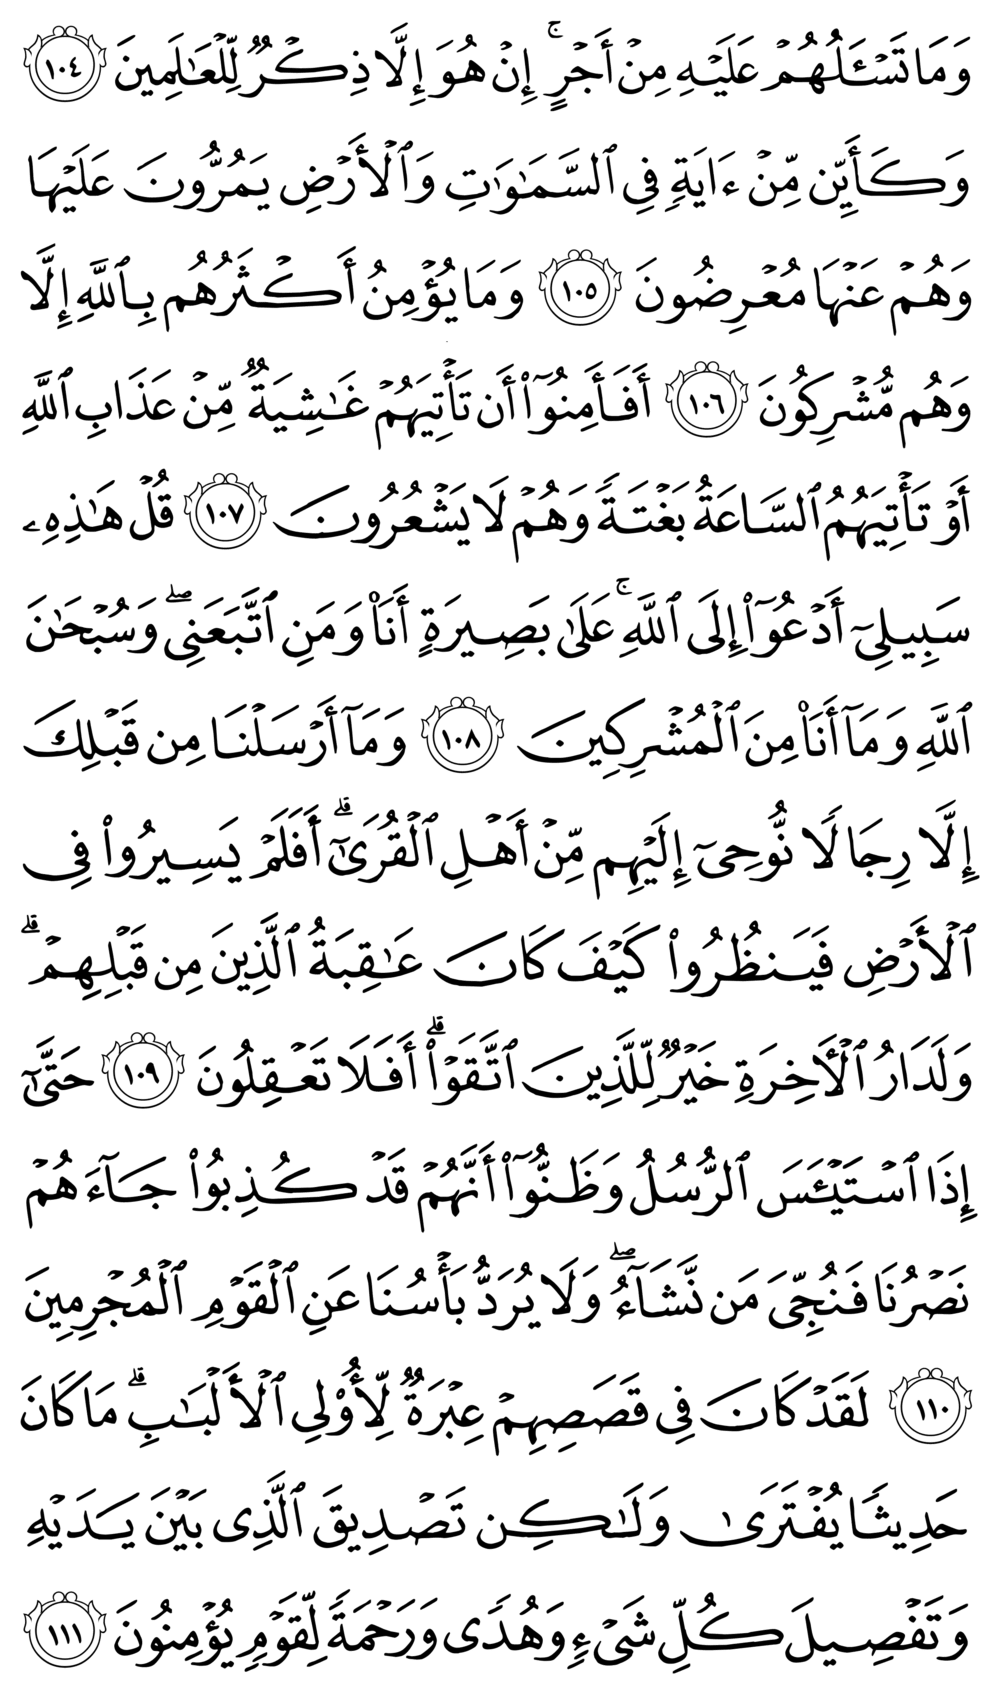 وَمَا تَسْـَٔلُهُمْ عَلَيْهِ مِنْ أَجْرٍ ۚ إِنْ هُوَ إِلَّا ذِكْرٌ لِّلْعَـٰلَمِينَ ١٠٤
وَكَأَيِّن مِّنْ ءَايَةٍ فِى ٱلسَّمَـٰوَٰتِ وَٱلْأَرْضِ يَمُرُّونَ عَلَيْهَا
وَهُمْ عَنْهَا مُعْرِضُونَ ١٠٥ وَمَا يُؤْمِنُ أَكْثَرُهُم بِٱللَّهِ إِلَّا
وَهُم مُّشْرِكُونَ ١٠٦ أَفَأَمِنُوٓا۟ أَن تَأْتِيَهُمْ غَـٰشِيَةٌ مِّنْ عَذَابِ ٱللَّهِ
أَوْ تَأْتِيَهُمُ ٱلسَّاعَةُ بَغْتَةً وَهُمْ لَا يَشْعُرُونَ ١٠٧ قُلْ هَـٰذِهِۦ
سَبِيلِىٓ أَدْعُوٓا۟ إِلَى ٱللَّهِ ۚ عَلَىٰ بَصِيرَةٍ أَنَا۠ وَمَنِ ٱتَّبَعَنِى ۖ وَسُبْحَـٰنَ
ٱللَّهِ وَمَآ أَنَا۠ مِنَ ٱلْمُشْرِكِينَ ١٠٨ وَمَآ أَرْسَلْنَا مِن قَبْلِكَ
إِلَّا رِجَالًا نُّوحِىٓ إِلَيْهِم مِّنْ أَهْلِ ٱلْقُرَىٰٓ ۗ أَفَلَمْ يَسِيرُوا۟ فِى
ٱلْأَرْضِ فَيَنظُرُوا۟ كَيْفَ كَانَ عَـٰقِبَةُ ٱلَّذِينَ مِن قَبْلِهِمْ ۗ
وَلَدَارُ ٱلْـَٔاخِرَةِ خَيْرٌ لِّلَّذِينَ ٱتَّقَوْا۟ ۗ أَفَلَا تَعْقِلُونَ ١٠٩ حَتَّىٰٓ
إِذَا ٱسْتَيْـَٔسَ ٱلرُّسُلُ وَظَنُّوٓا۟ أَنَّهُمْ قَدْ كُذِبُوا۟ جَآءَهُمْ
نَصْرُنَا فَنُجِّىَ مَن نَّشَآءُ ۖ وَلَا يُرَدُّ بَأْسُنَا عَنِ ٱلْقَوْمِ ٱلْمُجْرِمِينَ
١١٠ لَقَدْ كَانَ فِى قَصَصِهِمْ عِبْرَةٌ لِّأُو۟لِى ٱلْأَلْبَـٰبِ ۗ مَا كَانَ
حَدِيثًا يُفْتَرَىٰ وَلَـٰكِن تَصْدِيقَ ٱلَّذِى بَيْنَ يَدَيْهِ
وَتَفْصِيلَ كُلِّ شَىْءٍ وَهُدًى وَرَحْمَةً لِّقَوْمٍ يُؤْمِنُونَ ١١١